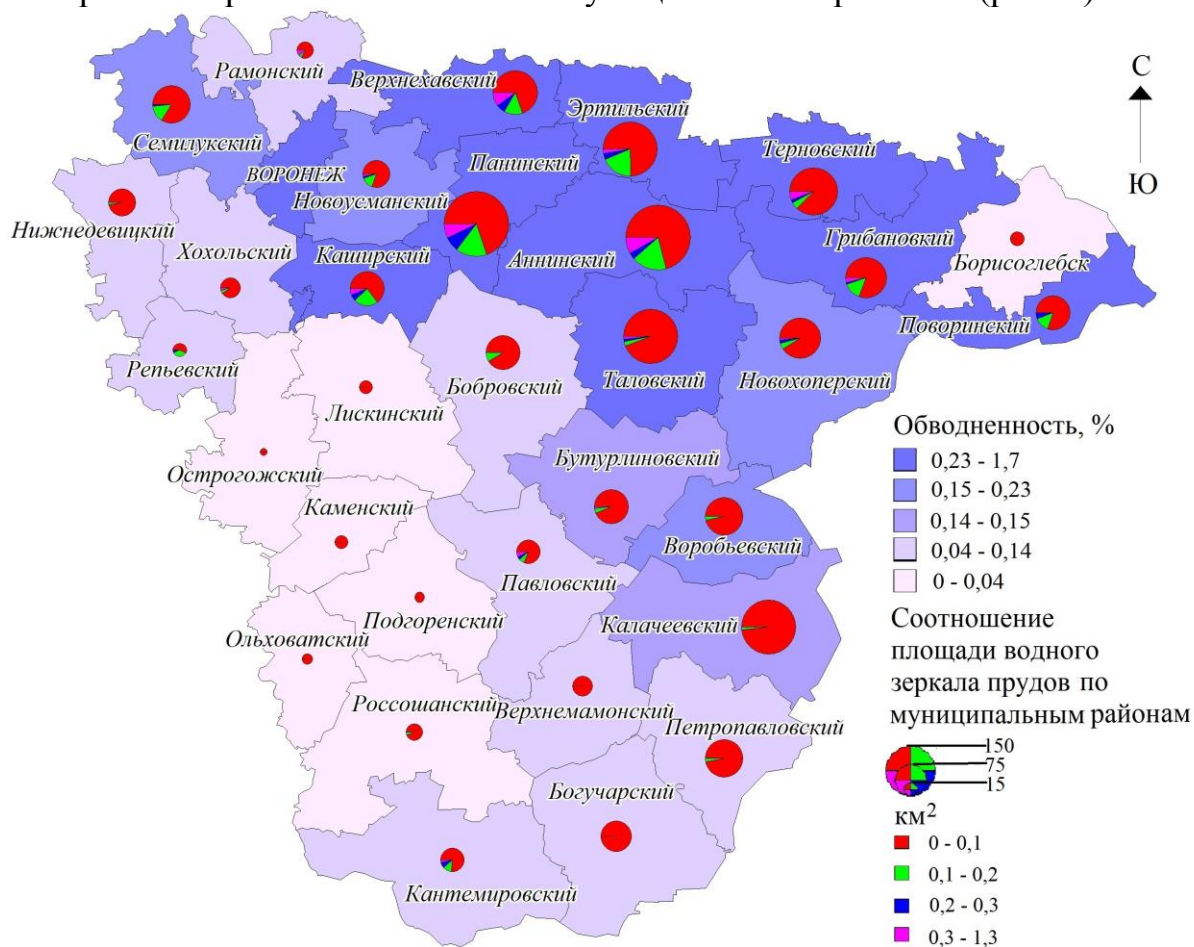 Рамонский
Верхнехавский
Эртильский
С
Семилукский
Панинский
Терновский
ВОРОНЕЖ
Новоусманский
Ю
Нижнедевицкий
Хохольский
Каширский
Аннинский
Грибановкий
Борисоглебск
Поворинский
Репьевский
Лискинский
Бобровский
Таловский
Новохоперский
Острогожский
Бутурлиновский
Каменский
Воробьевский
Павловский
Подгоренский
Калачеевский
Ольховатский
Россошанский
Верхнемамонский
Петропавловский
Богучарский
Кантемировский
Обводненность, %
0,23 - 1,7
0,15 - 0,23
0,14 - 0,15
0,04 - 0,14
0 - 0,04
Соотношение
площади водного
зеркала прудов по
муниципальным районам
150
75
15
км²
0 - 0,1
0,1 - 0,2
0,2 - 0,3
0,3 - 1,3